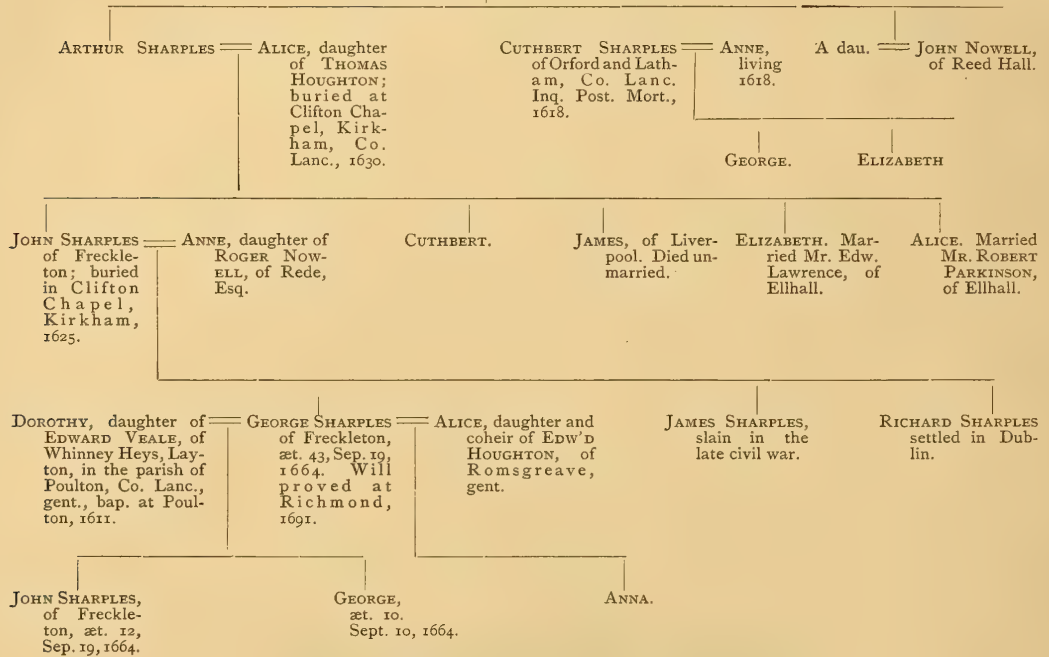 ARTHUR SHARPLES
ALICE, daughter
of THOMAS
HOUGHTON;
buried at
Clifton Cha-
pel, Kirk-
ham, Co.
Lanc., 1630.
CUTHBERT SHARPLES
of Orford and Lath-
am, Co. Lanc.
Inq. Post. Mort.,
1618.
ANNE,
living
1618.
A dau.
JOHN NOWELL,
of Reed Hall.
GEORGE.
ELIZABETH
JOHN SHARPLES
of Freckle-
ton; buried
in Clifton
Chapel,
Kirkham,
1625.
ANNE, daughter of
ROGER NOW-
ELL, of Rede,
Esq.
CUTHBERT.
JAMES, of Liver-
pool. Died un-
married.
ELIZABETH. Mar-
ried Mr. Edw.
Lawrence, of
Ellhall.
ALICE. Married
MR. ROBERT
PARKINSON,
of Ellhall.
DOROTHY, daughter of
EDWARD VEALE, of
Whinney Heys, Lay-
ton, in the parish of
Poulton, Co. Lanc.,
gent., bap. at Poul-
ton, 1611.
GEORGE SHARPLES
of Freckleton,
æt. 43, Sep. 19,
1664. Will
proved at
Richmond,
1691.
ALICE, daughter and
coheir of EDW'D
HOUGHTON, of
Romsgreave,
gent.
JAMES SHARPLES,
slain in the
late civil war.
RICHARD SHARPLES
settled in Dub-
lin.
JOHN SHARPLES,
of Freckle-
ton, æt. 12,
Sep. 19, 1664.
GEORGE,
æt. 10.
Sept. 10, 1664.
ANNA.